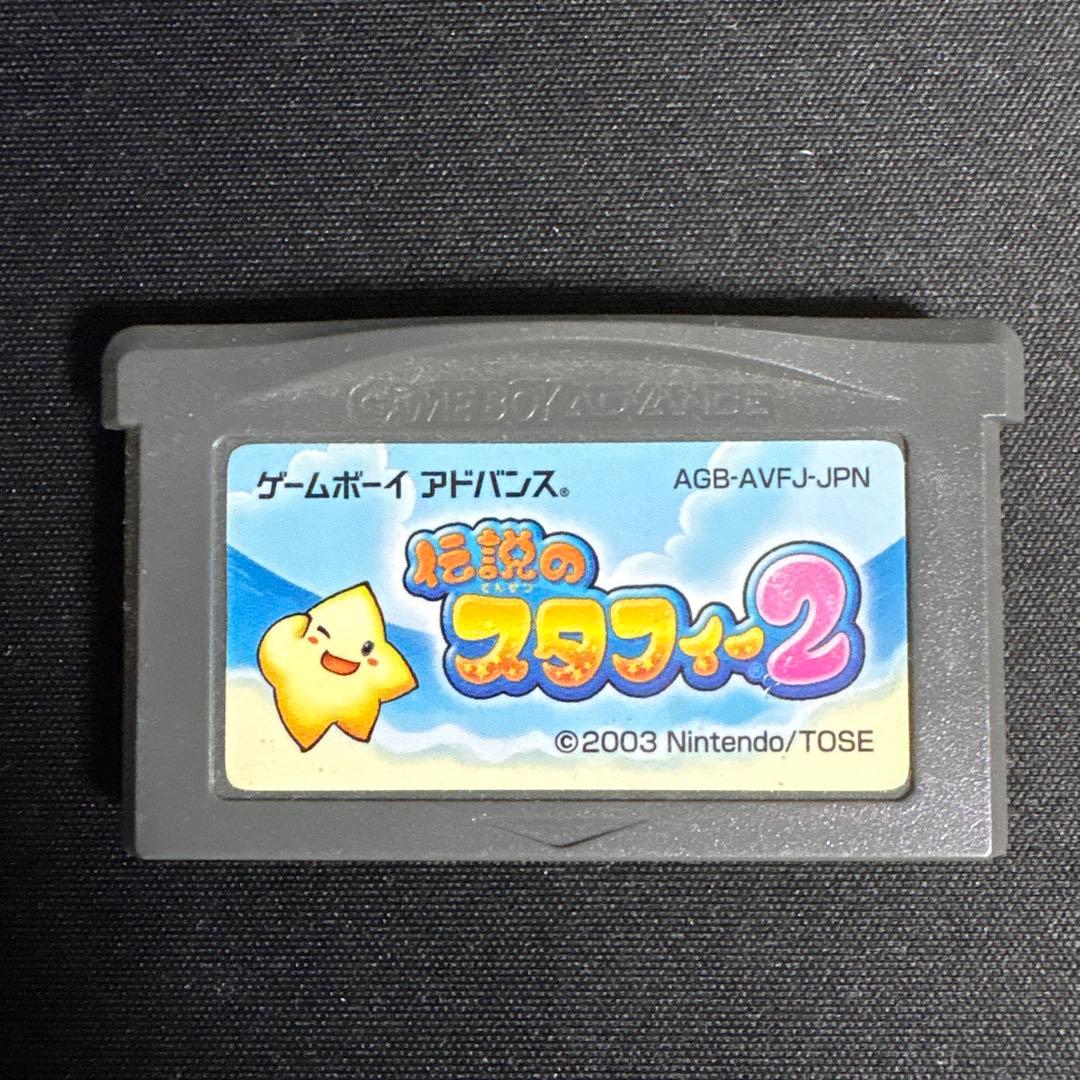 GAME BOY ADVANCE
ゲームボーイ アドバンス®
AGB-AVFJ-JPN
伝説の
でんせつ
スタフィー®2
©2003 Nintendo/TOSE